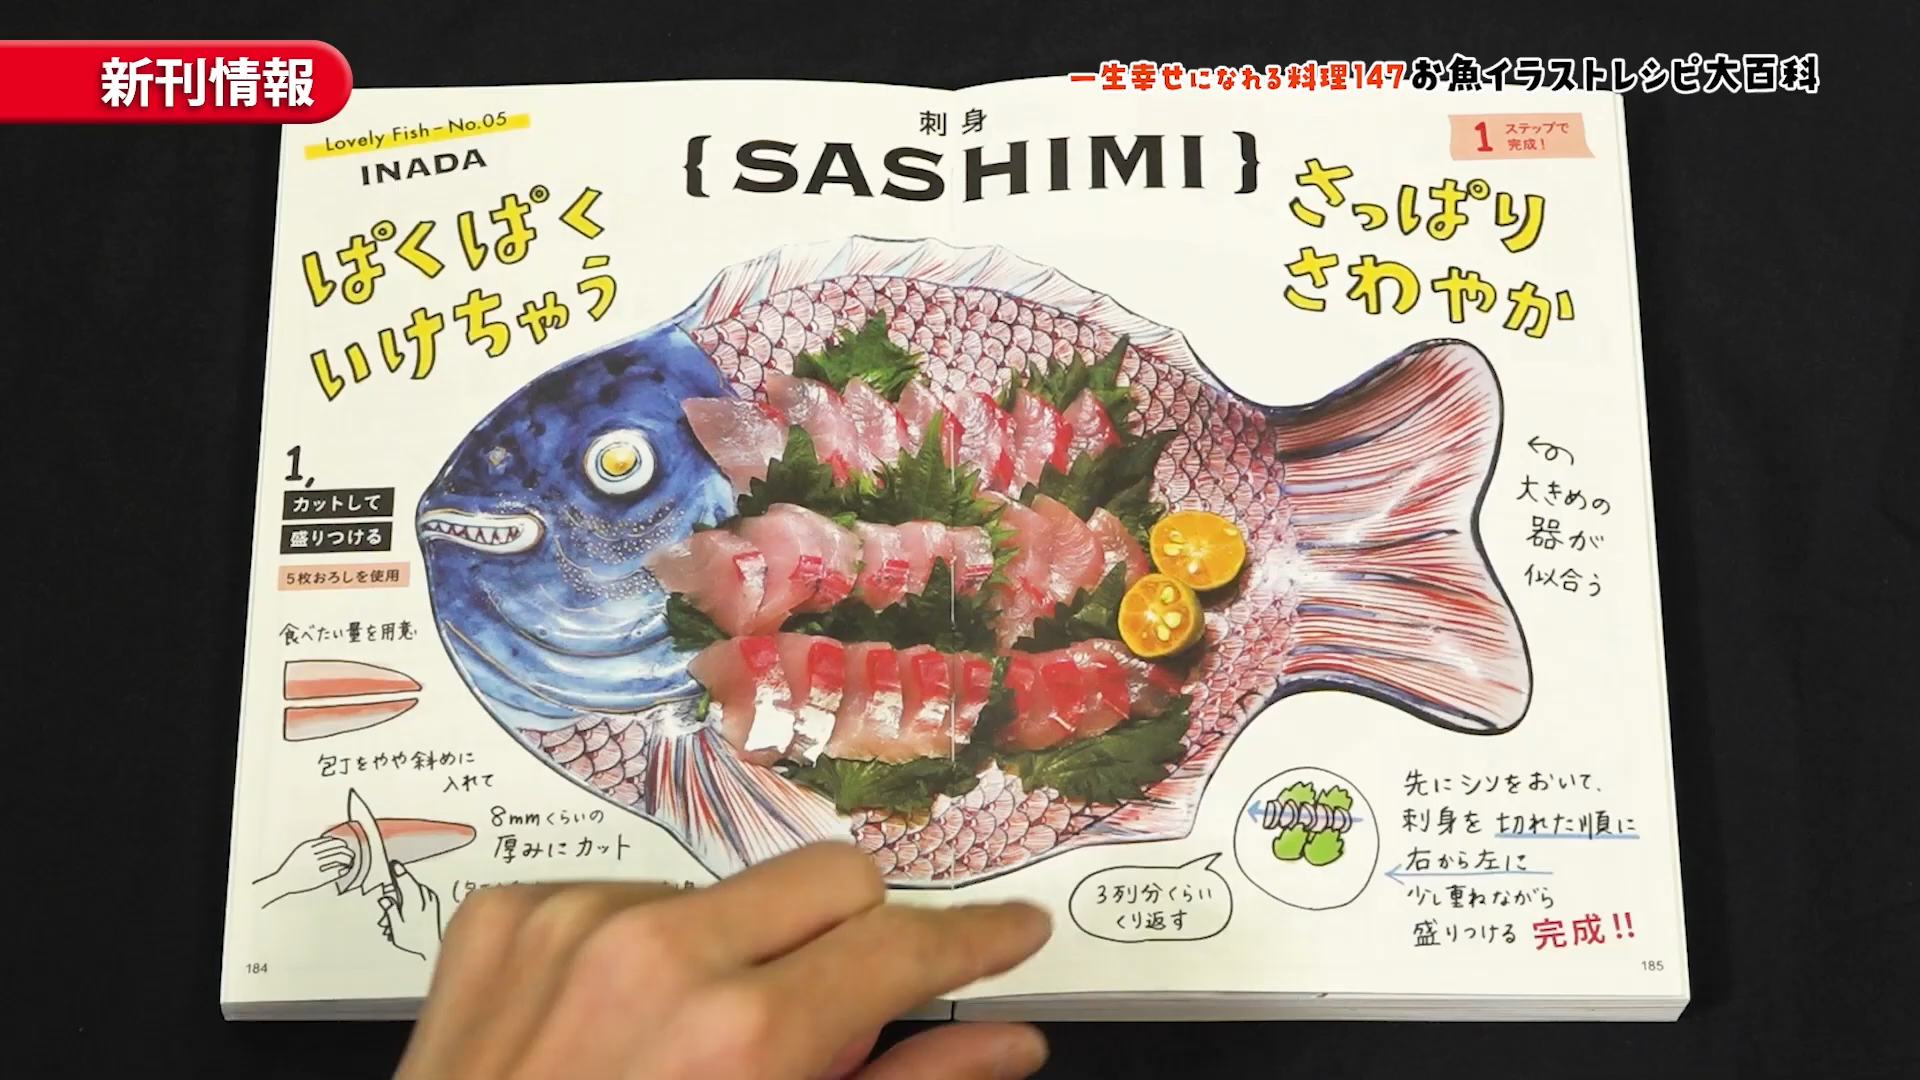 新刊情報
一生幸せになれる料理147お魚イラストレシピ大百科
Lovely Fish-No.05
INADA
刺身
{SASHIMI}
1 ステップで
完成!
ぱくぱく
いけちゃう
さっぱり
さわやか
1,
カットして
盛りつける
5枚おろしを使用
食べたい量を用意
包丁をやや斜めに
入れて
8mmくらいの
厚みにカット
大きめの
器が
似合う
3列分くらい
くり返す
先にシソをおいて、
刺身を切れた順に
右から左に
少し重ねながら
盛りつける 完成!!
184
185